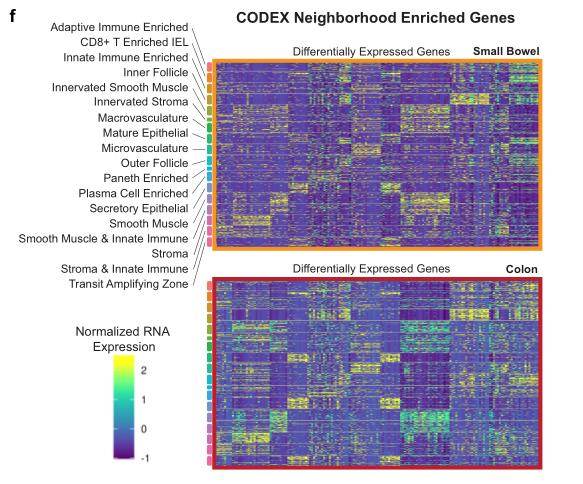 f
CODEX Neighborhood Enriched Genes
Adaptive Immune Enriched
CD8+ T Enriched IEL
Innate Immune Enriched
Inner Follicle
Innervated Smooth Muscle
Innervated Stroma
Macrovasculature
Mature Epithelial
Microvasculature
Outer Follicle
Paneth Enriched
Plasma Cell Enriched
Secretory Epithelial
Smooth Muscle
Smooth Muscle & Innate Immune
Stroma
Stroma & Innate Immune
Transit Amplifying Zone
Differentially Expressed Genes Small Bowel
Differentially Expressed Genes Colon
Normalized RNA
Expression
2
1
0
-1